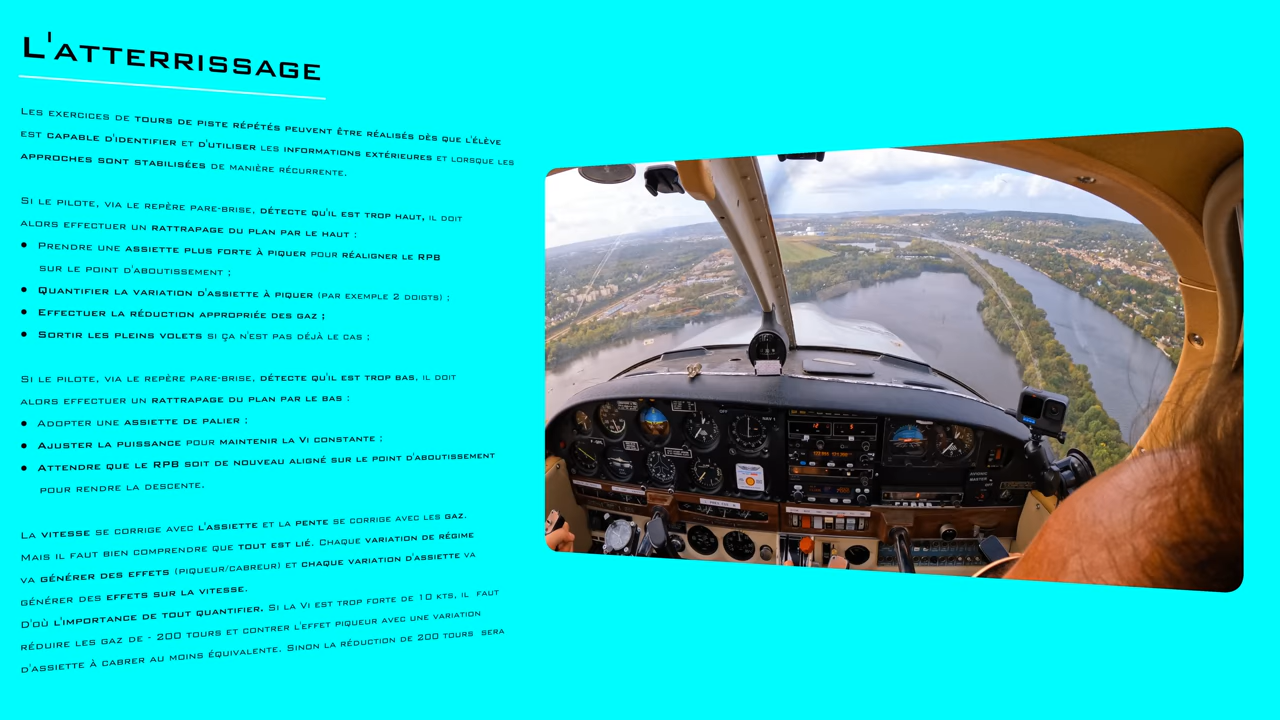 L'atterrissage
Les exercices de tours de piste répétés peuvent être réalisés dès que l'élève
est capable d'identifier et d'utiliser les informations extérieures et lorsque les
approches sont stabilisées de manière récurrente.
Si le pilote, via le repère pare-brise, détecte qu'il est trop haut, il doit
alors effectuer un rattrapage du plan par le haut :
• Prendre une assiette plus forte à piquer pour réaligner le RPB
sur le point d'aboutissement ;
• Quantifier la variation d'assiette à piquer (par exemple 2 doigts) ;
• Effectuer la réduction appropriée des gaz ;
• Sortir les pleins volets si ça n'est pas déjà le cas ;
Si le pilote, via le repère pare-brise, détecte qu'il est trop bas, il doit
alors effectuer un rattrapage du plan par le bas :
• Adopter une assiette de palier ;
• Ajuster la puissance pour maintenir la Vi constante ;
• Attendre que le RPB soit de nouveau aligné sur le point d'aboutissement
pour rendre la descente.
La vitesse se corrige avec l'assiette et la pente se corrige avec les gaz.
Mais il faut bien comprendre que tout est lié. Chaque variation de régime
va générer des effets (piqueur/cabreur) et chaque variation d'assiette va
générer des effets sur la vitesse.
D'où l'importance de tout quantifier. Si la Vi est trop forte de 10 kts, il faut
réduire les gaz de - 200 tours et contrer l'effet piqueur avec une variation
d'assiette à cabrer au moins équivalente. Sinon la réduction de 200 tours sera